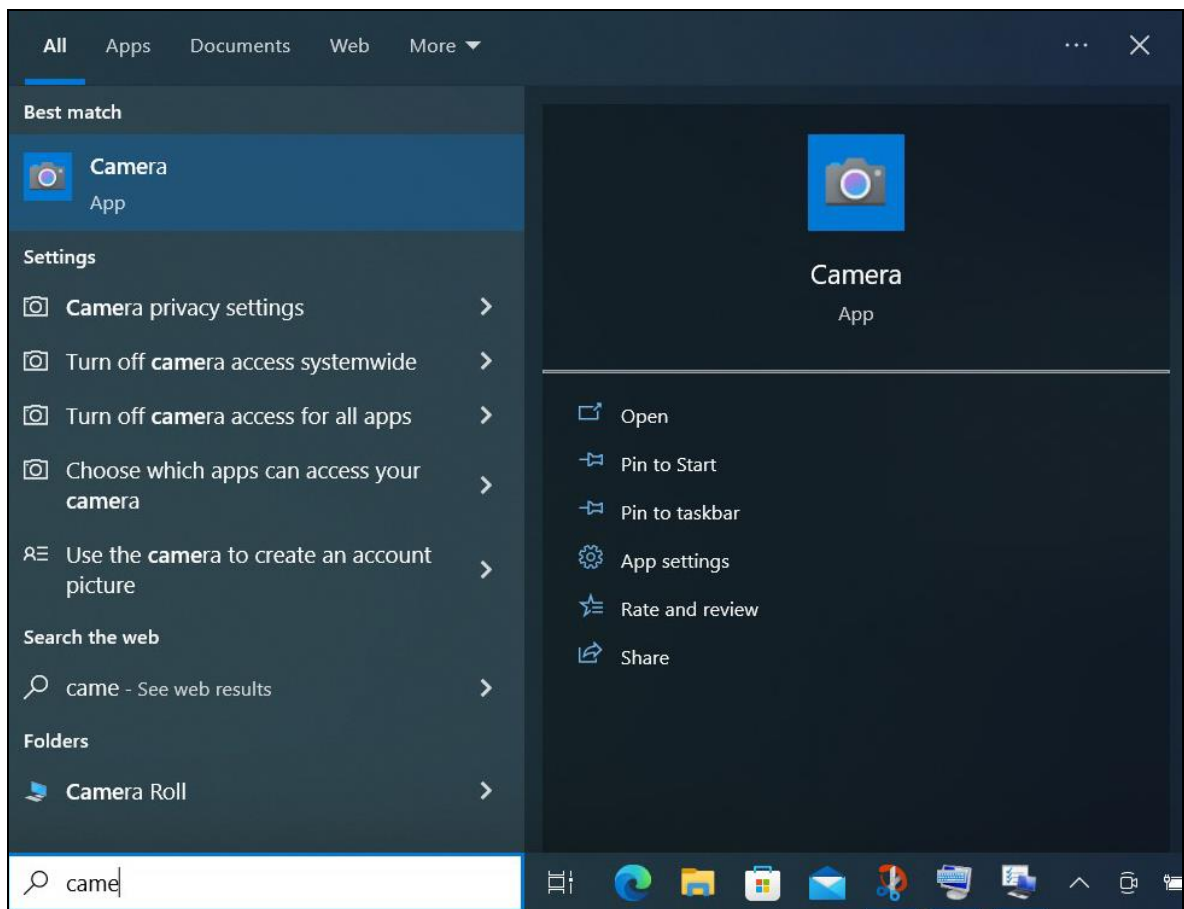 All Apps Documents Web More
Best match
Camera
App
Settings
Camera privacy settings
Turn off camera access systemwide
Turn off camera access for all apps
Choose which apps can access your
camera
Use the camera to create an account
picture
Search the web
came - See web results
Folders
Camera Roll
came
Camera
App
Open
Pin to Start
Pin to taskbar
App settings
Rate and review
Share